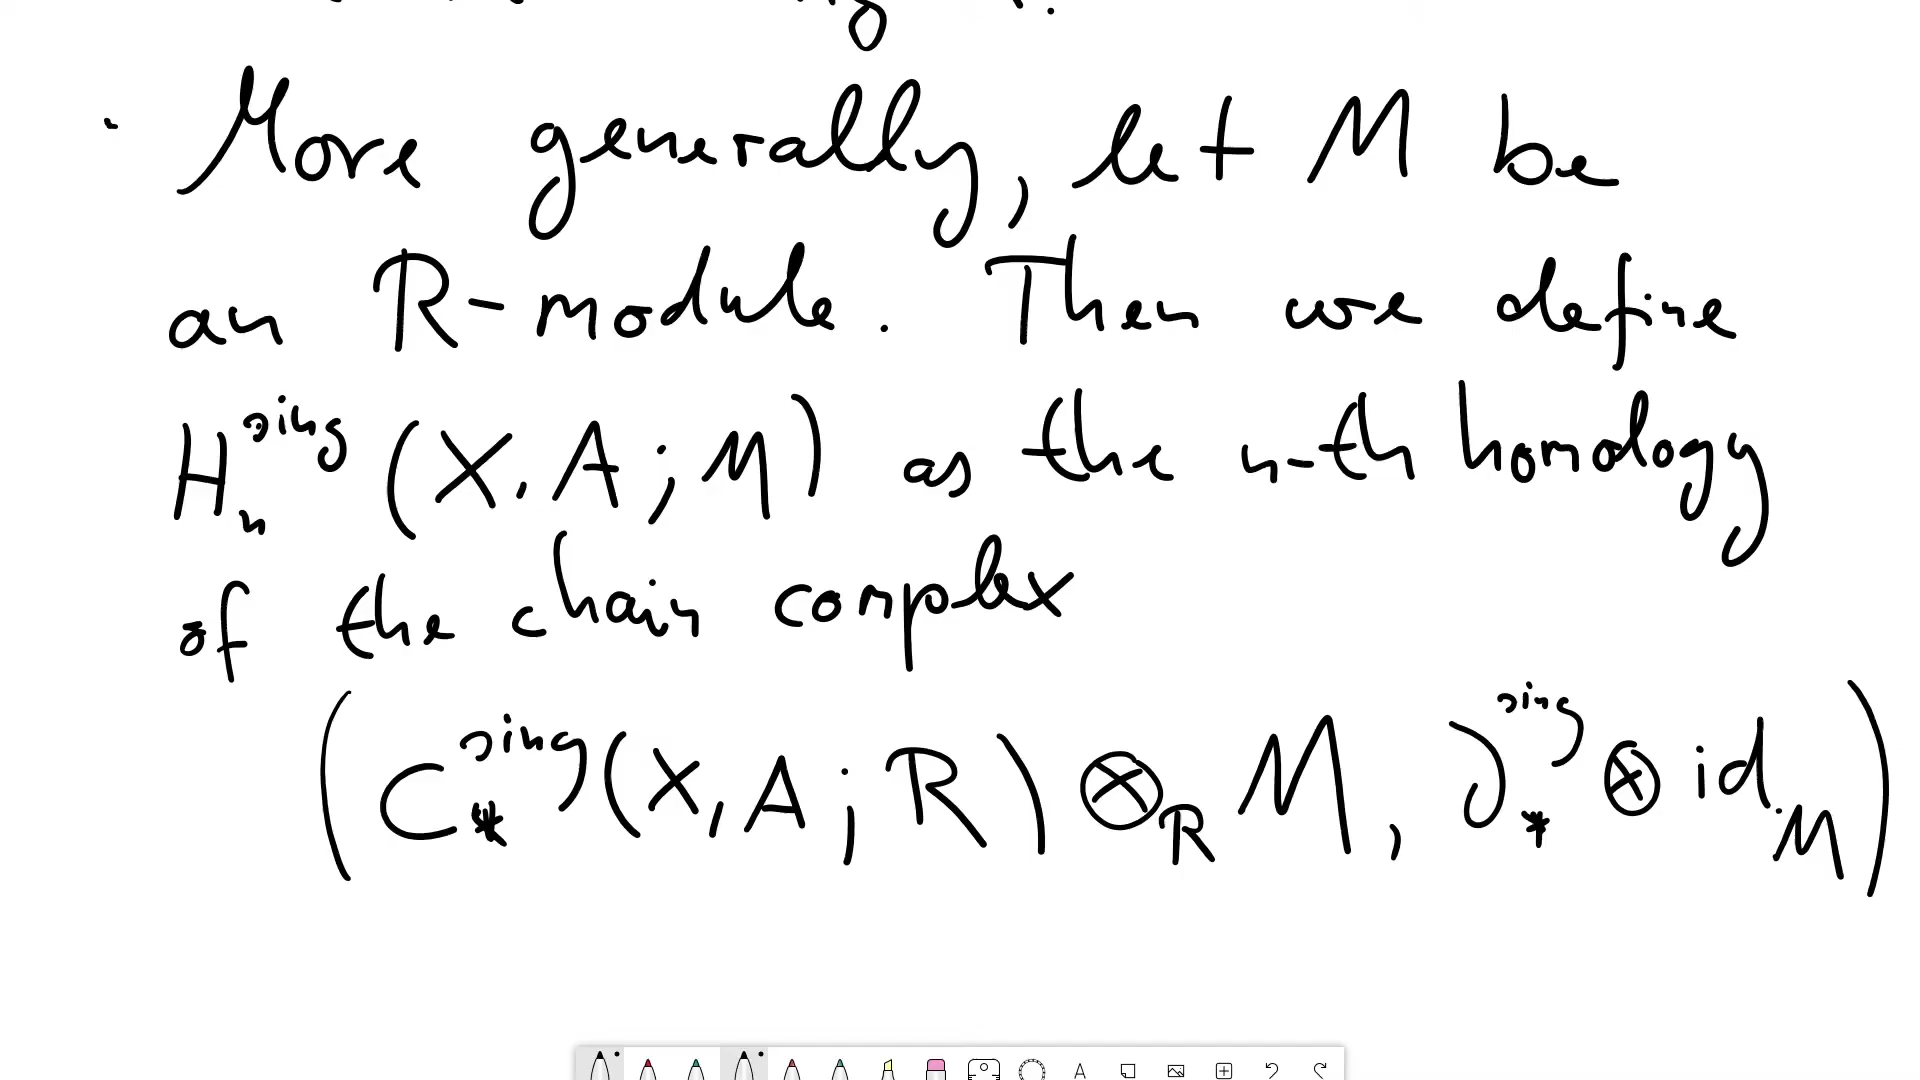 · More generally, let M be
an R-module. Then we define
Hₙ^sing (X, A; M) as the n-th homology
of the chain complex
(C_*^sing (X, A; R) ⊗_R M, ∂_*^sing ⊗ id_M)